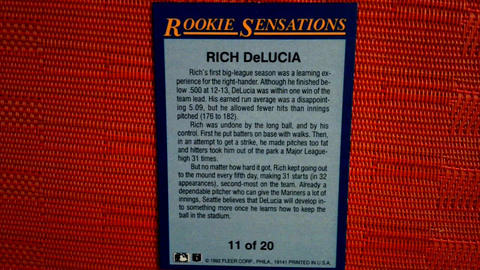 ROOKIE SENSATIONS
RICH DeLUCIA
Rich's first big-league season was a learning exp-
erience for the right-hander. Although he finished be-
low .500 at 12-13, DeLucia was within one win of the
team lead. His earned run average was a disappoint-
ing 5.09, but he allowed fewer hits than innings
pitched (176 to 182).
Rich was undone by the long ball, and by his
control. First he put batters on base with walks. Then,
in an attempt to get a strike, he made pitches too fat
and hitters took him out of the park a Major League-
high 31 times.
But no matter how hard it got, Rich kept going out
to the mound every fifth day, making 31 starts (in 32
appearances), second-most on the team. Already a
dependable pitcher who can give the Mariners a lot of
innings, Seattle believes that DeLucia will develop in-
to something more once he learns how to keep the
ball in the stadium.
11 of 20
© 1992 FLEER CORP., PHILA., 19141 PRINTED IN U.S.A.